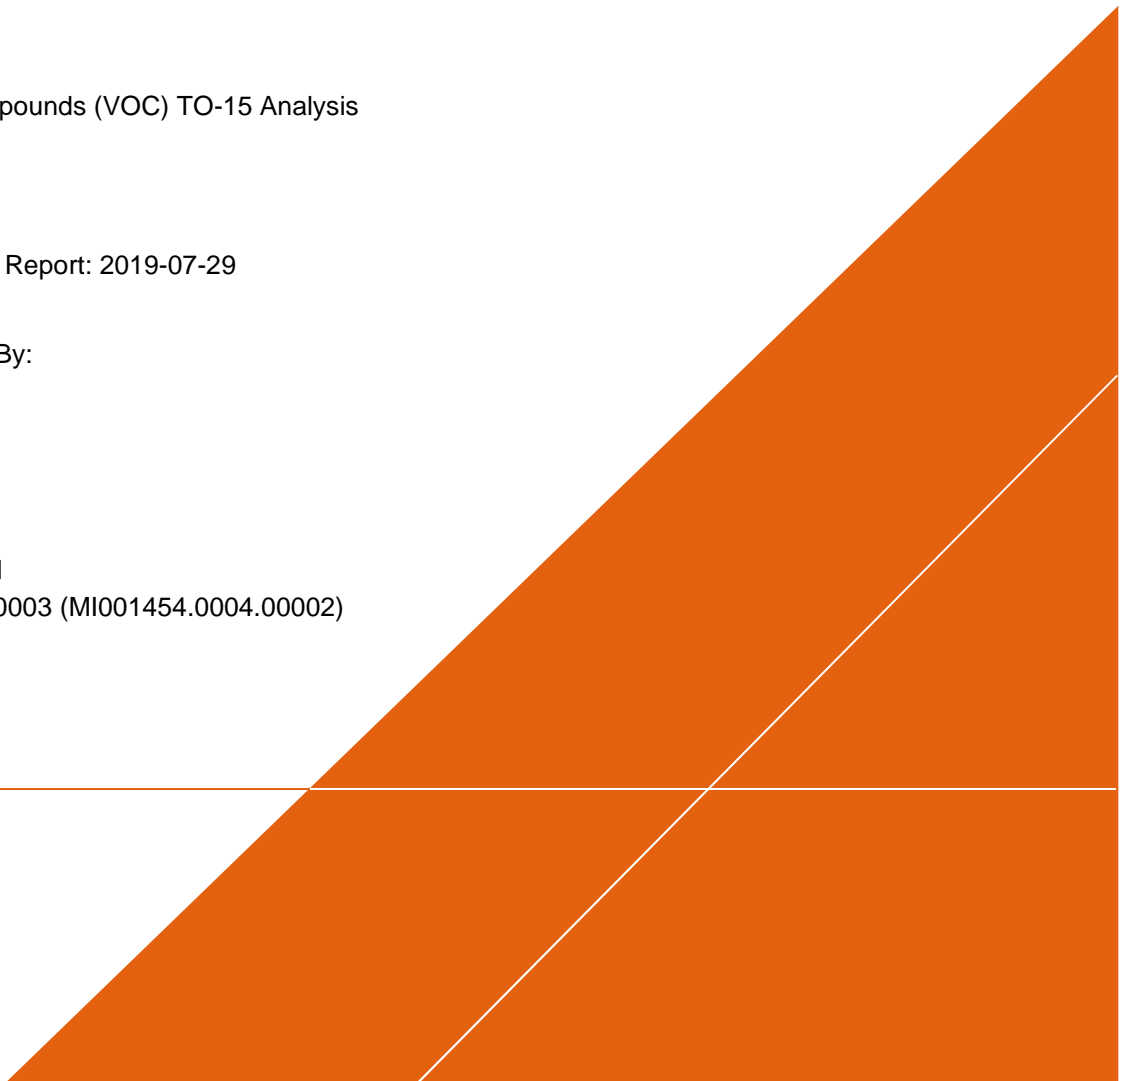 pounds (VOC) TO-15 Analysis
Report: 2019-07-29
By:
0003 (MI001454.0004.00002)